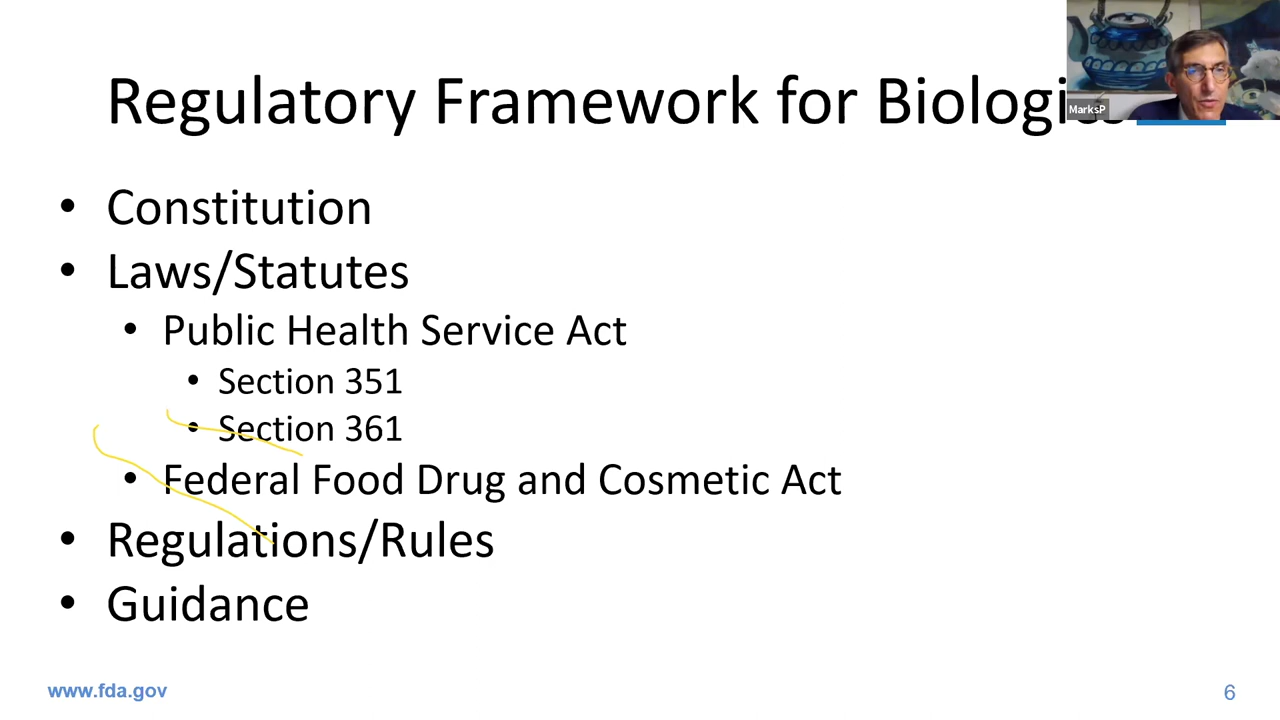 Regulatory Framework for Biologics
MarksP
• Constitution
• Laws/Statutes
• Public Health Service Act
• Section 351
• Section 361
• Federal Food Drug and Cosmetic Act
• Regulations/Rules
• Guidance
www.fda.gov
6